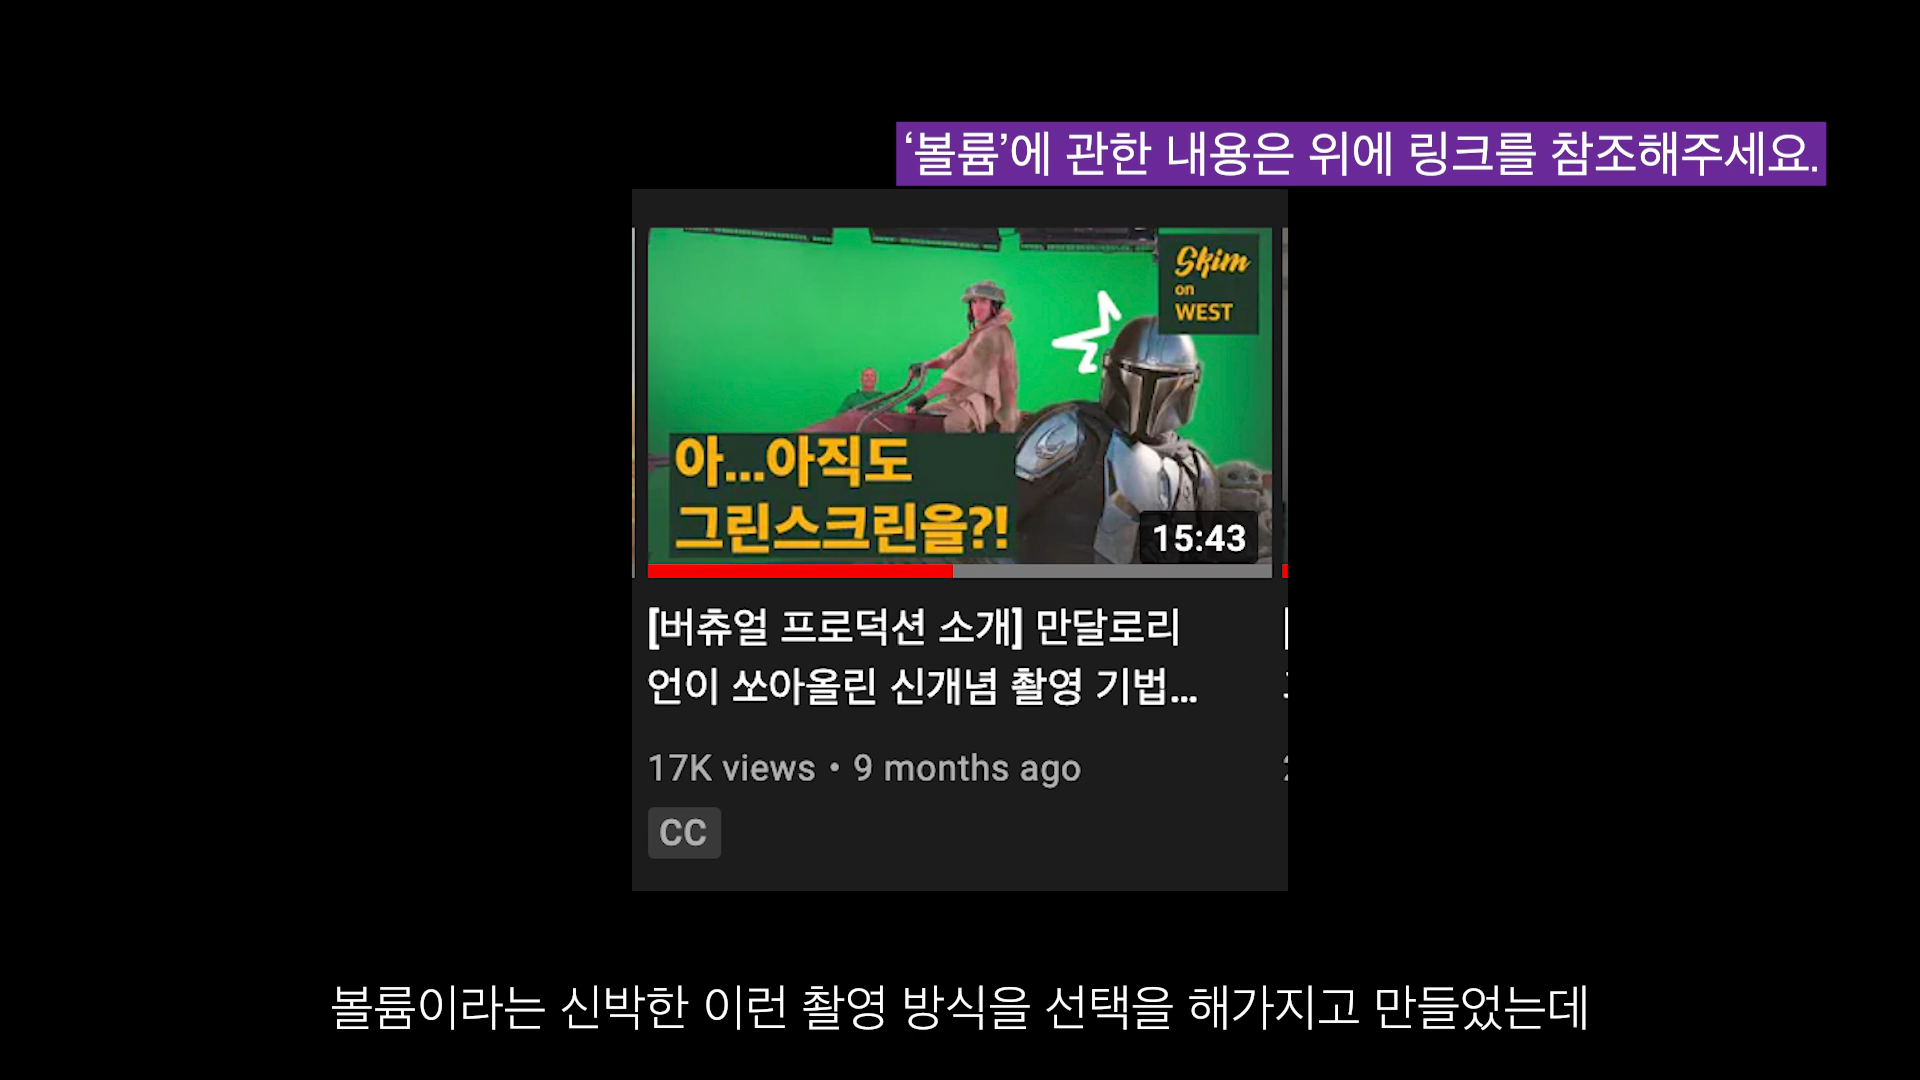 ‘볼륨’에 관한 내용은 위에 링크를 참조해주세요.
Skim
on
WEST
아...아직도
그린스크린을?!
15:43
[버츄얼 프로덕션 소개] 만달로리
언이 쏘아올린 신개념 촬영 기법...
17K views • 9 months ago
CC
볼륨이라는 신박한 이런 촬영 방식을 선택을 해가지고 만들었는데